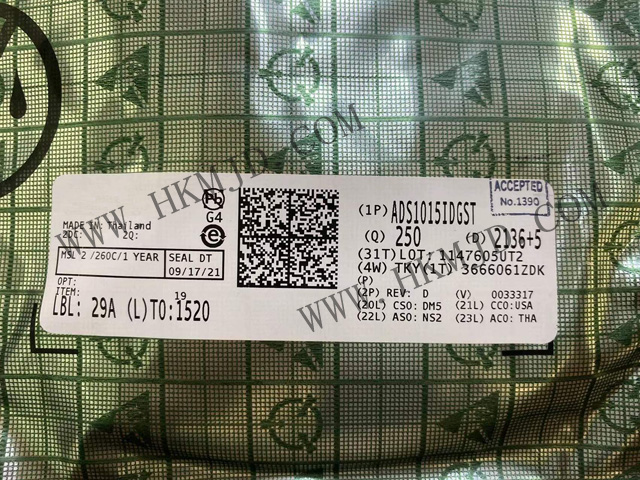 Pb
G4
e
MADE IN: Thailand
2DC: 2Q:
MSL 2 /260C/1 YEAR
SEAL DT
09/17/21
OPT:
ITEM:
19
LBL: 29A (L)TO:1520
(1P) ADS1015IDGST
ACCEPTED
No.1390
(Q) 250 (D) 2136+5
(31T)LOT: 1147605UT2
(4W) TKY(1T) 3666061ZDK
(P)
(2P) REV: D (V) 0033317
(20L) CSO: DM5 (21L) CCO:USA
(22L) ASO: NS2 (23L) ACO: THA
WWW.HKMJD.COM
WWW.HKMJD.COM